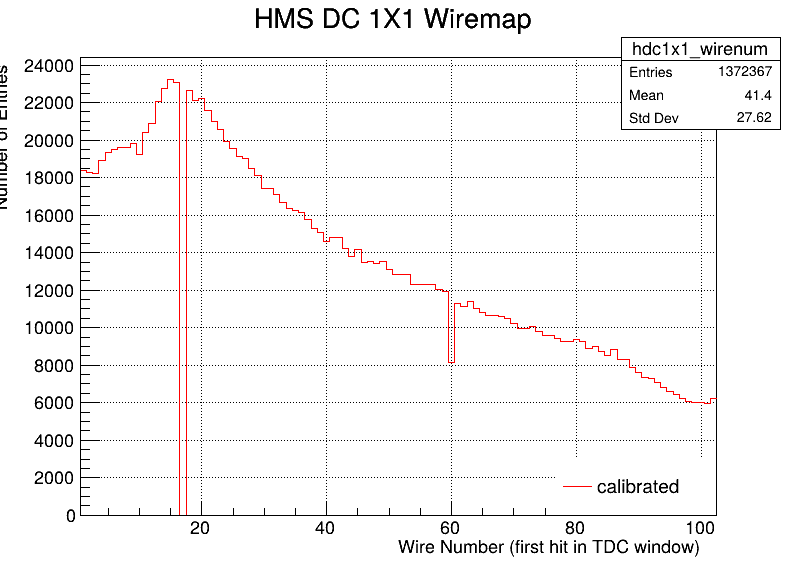 HMS DC 1X1 Wiremap
hdc1x1_wirenum
Entries 1372367
Mean 41.4
Std Dev 27.62
Number of Entries
24000
22000
20000
18000
16000
14000
12000
10000
8000
6000
4000
2000
0
calibrated
20 40 60 80 100
Wire Number (first hit in TDC window)